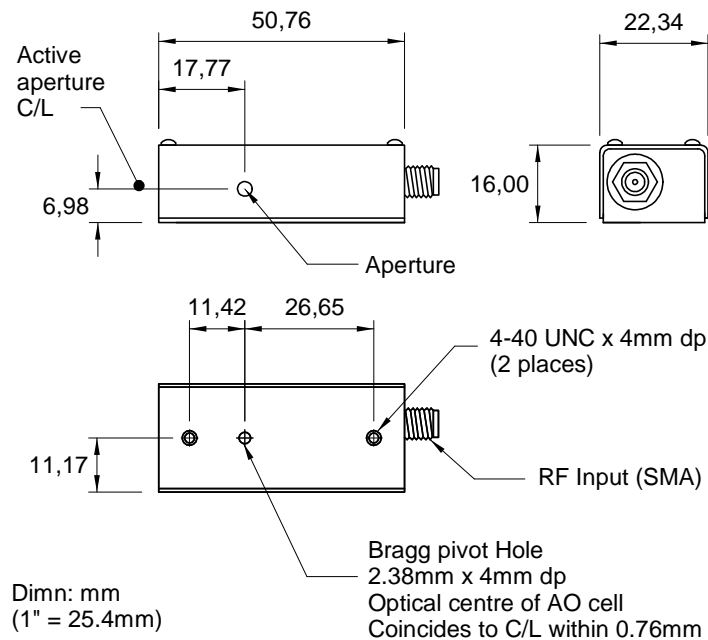 50,76
22,34
Active
aperture
C/L
17,77
16,00
6,98
Aperture
11,42
26,65
4-40 UNC x 4mm dp
(2 places)
11,17
RF Input (SMA)
Bragg pivot Hole
2.38mm x 4mm dp
Optical centre of AO cell
Coincides to C/L within 0.76mm
Dimn: mm
(1" = 25.4mm)